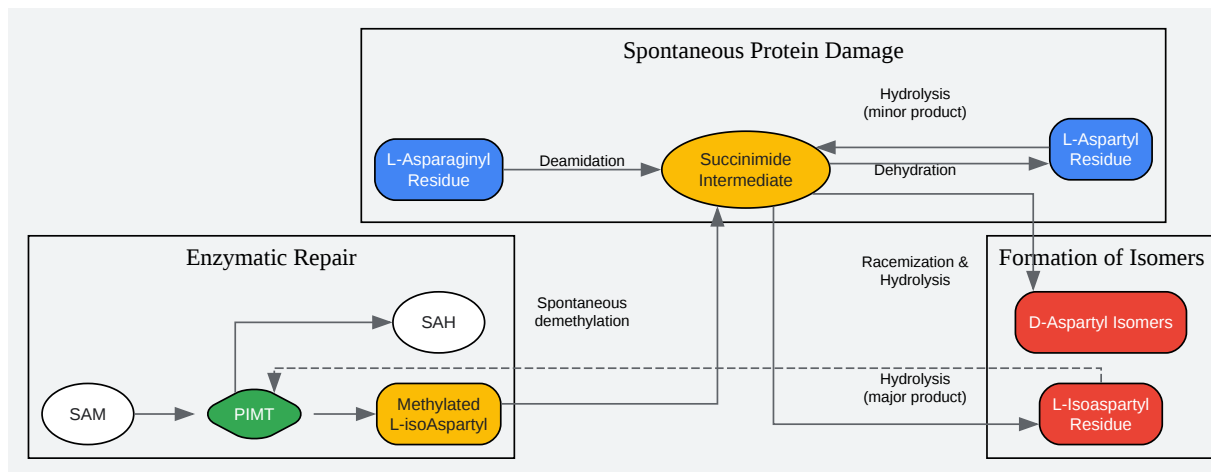 Spontaneous Protein Damage
Hydrolysis
(minor product)
L-Asparaginyl
Residue
Deamidation
Succinimide
Intermediate
L-Aspartyl
Residue
Dehydration
Enzymatic Repair
Formation of Isomers
Racemization &
Hydrolysis
Spontaneous
demethylation
SAH
D-Aspartyl Isomers
Hydrolysis
(major product)
SAM
PIMT
Methylated
L-isoAspartyl
L-Isoaspartyl
Residue